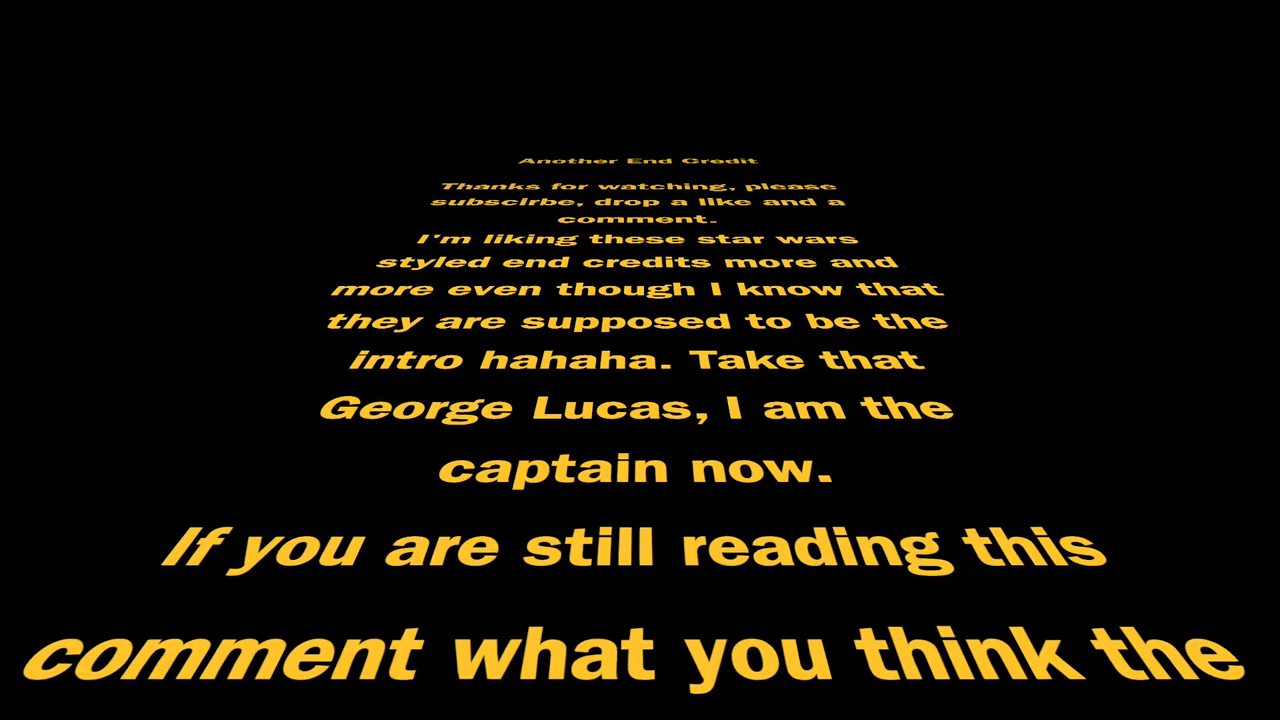 Another End Credit
Thanks for watching, please
subscirbe, drop a like and a
comment.
I'm liking these star wars
styled end credits more and
more even though I know that
they are supposed to be the
intro hahaha. Take that
George Lucas, I am the
captain now.
If you are still reading this
comment what you think the